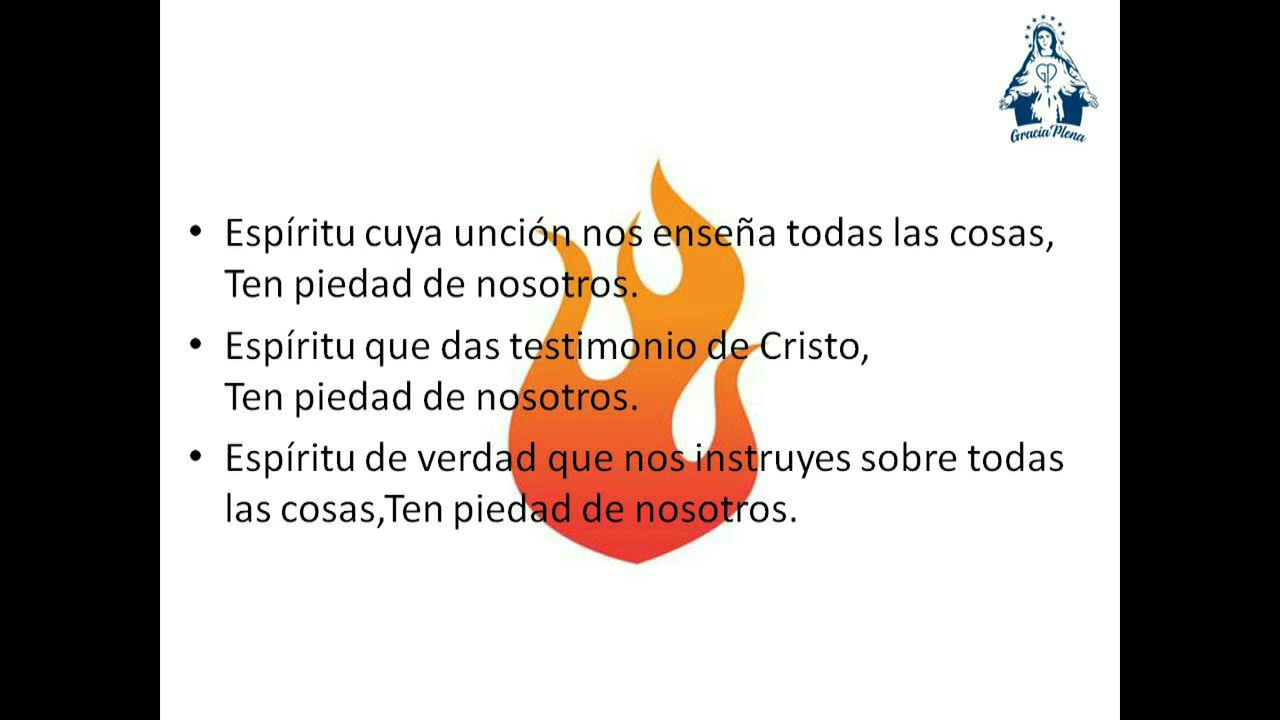 GP
Gracia Plena
• Espíritu cuya unción nos enseña todas las cosas,
Ten piedad de nosotros.
• Espíritu que das testimonio de Cristo,
Ten piedad de nosotros.
• Espíritu de verdad que nos instruyes sobre todas
las cosas,Ten piedad de nosotros.